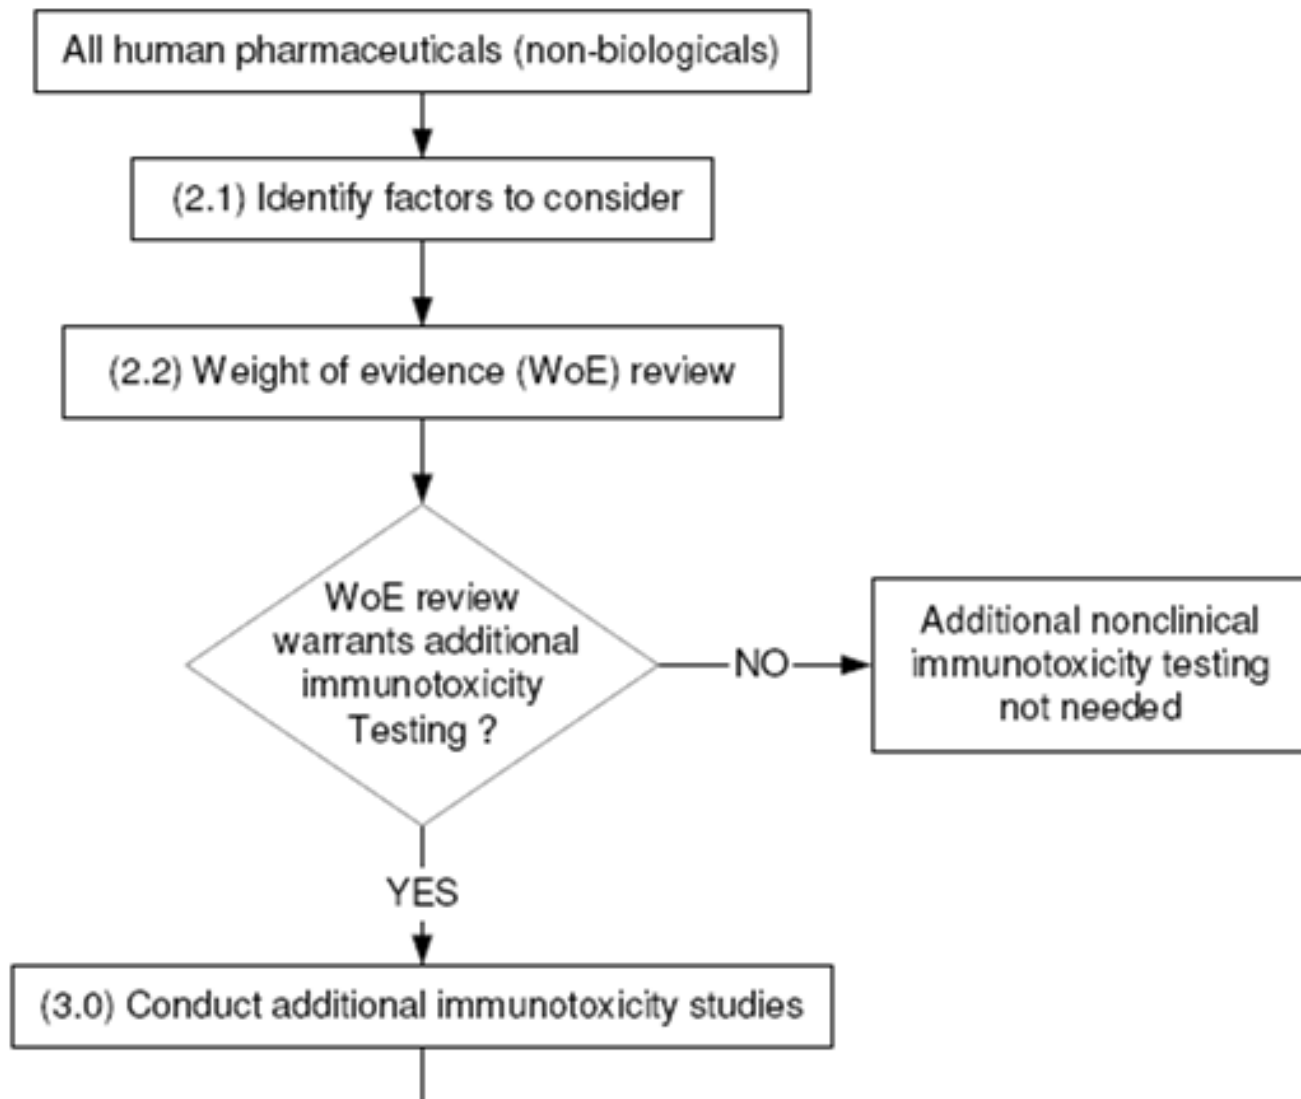 All human pharmaceuticals (non-biologicals)
(2.1) Identify factors to consider
(2.2) Weight of evidence (WoE) review
WoE review
warrants additional
immunotoxicity
Testing ?
NO
Additional nonclinical
immunotoxicity testing
not needed
YES
(3.0) Conduct additional immunotoxicity studies